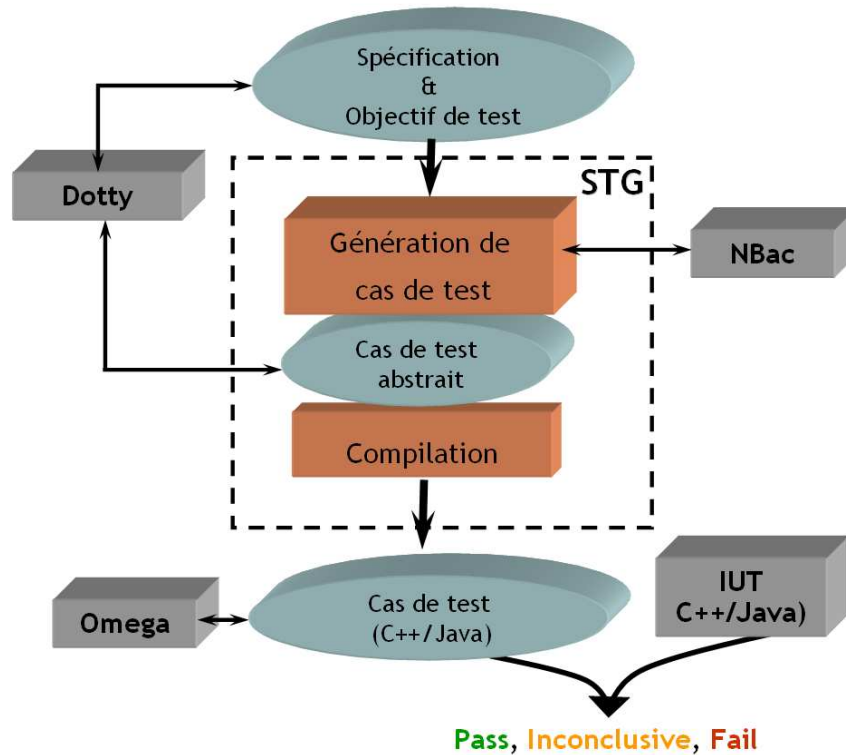 Spécification
&
Objectif de test
STG
Dotty
Génération de
cas de test
NBac
Cas de test
abstrait
Compilation
IUT
C++/Java)
Omega
Cas de test
(C++/Java)
Pass, Inconclusive, Fail